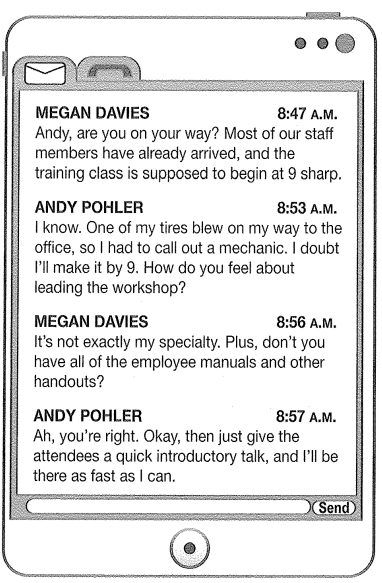 MEGAN DAVIES 8:47 A.M.
Andy, are you on your way? Most of our staff
members have already arrived, and the
training class is supposed to begin at 9 sharp.
ANDY POHLER 8:53 A.M.
I know. One of my tires blew on my way to the
office, so I had to call out a mechanic. I doubt
I'll make it by 9. How do you feel about
leading the workshop?
MEGAN DAVIES 8:56 A.M.
It's not exactly my specialty. Plus, don't you
have all of the employee manuals and other
handouts?
ANDY POHLER 8:57 A.M.
Ah, you're right. Okay, then just give the
attendees a quick introductory talk, and I'll be
there as fast as I can.
Send